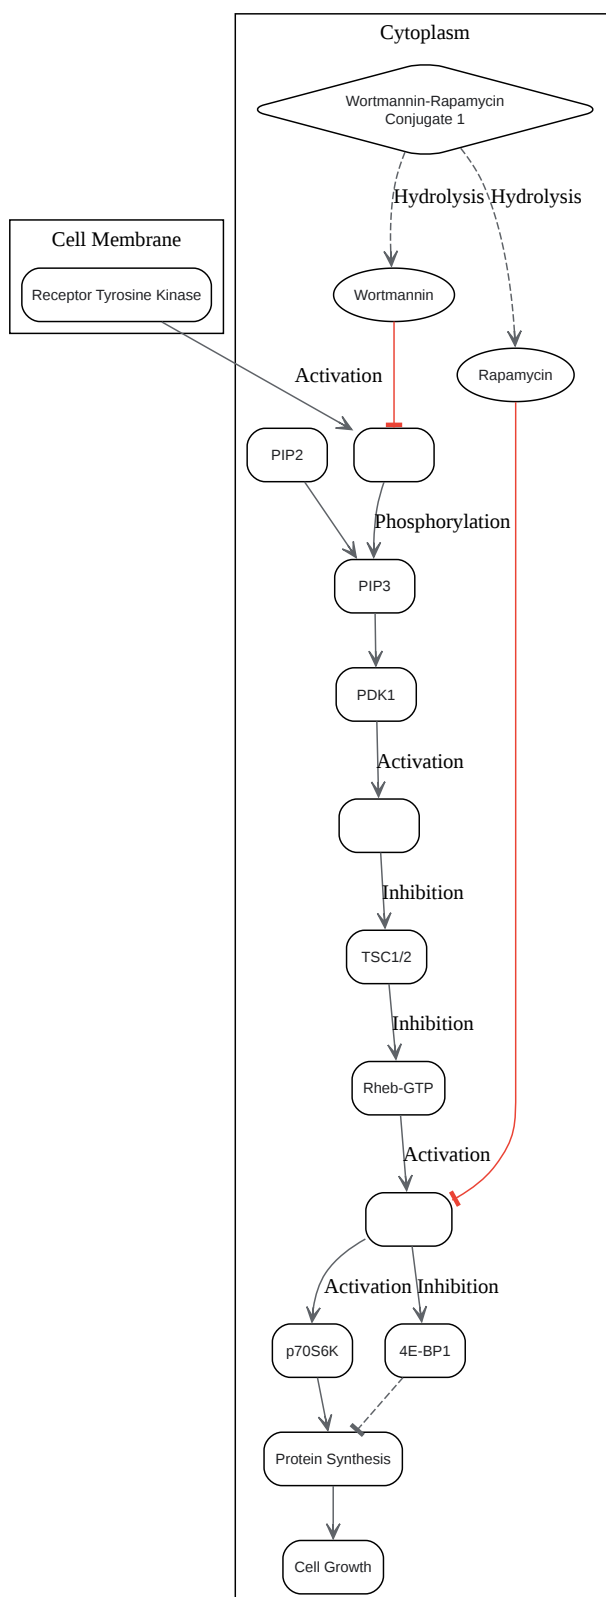 Cytoplasm
Wortmannin-Rapamycin
Conjugate 1
Hydrolysis
Hydrolysis
Cell Membrane
Receptor Tyrosine Kinase
Wortmannin
Rapamycin
Activation
PIP2
Phosphorylation
PIP3
PDK1
Activation
Inhibition
TSC1/2
Inhibition
Rheb-GTP
Activation
Activation
Inhibition
p70S6K
4E-BP1
Protein Synthesis
Cell Growth